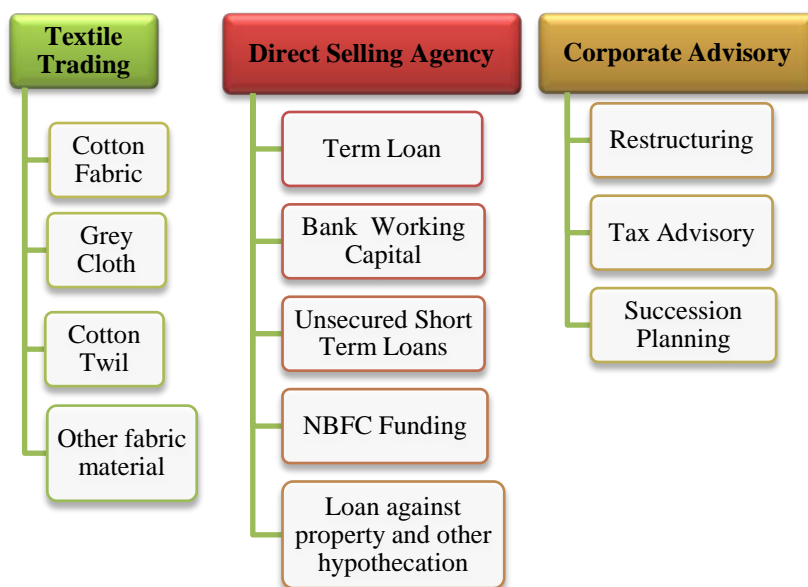 Textile
Trading
Cotton
Fabric
Grey
Cloth
Cotton
Twil
Other fabric
material
Direct Selling Agency
Term Loan
Bank Working
Capital
Unsecured Short
Term Loans
NBFC Funding
Loan against
property and other
hypothecation
Corporate Advisory
Restructuring
Tax Advisory
Succession
Planning